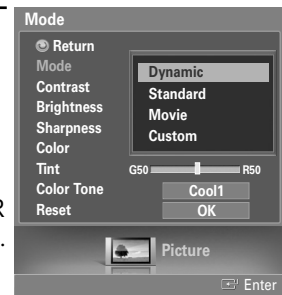 Mode
Return
Mode
Dynamic
Contrast
Standard
Brightness
Movie
Sharpness
Custom
Color
Tint G50 R50
Color Tone Cool1
Reset OK
R
.
Picture
Enter